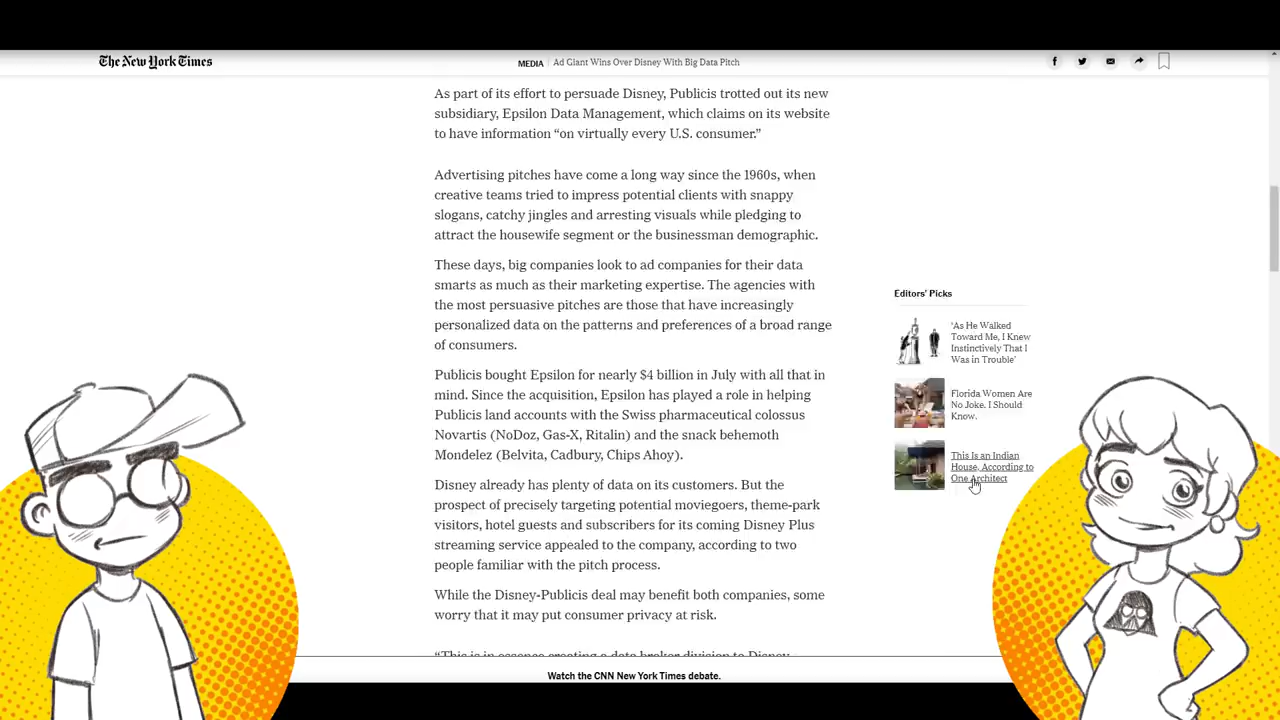 The New York Times
MEDIA | Ad Giant Wins Over Disney With Big Data Pitch
As part of its effort to persuade Disney, Publicis trotted out its new
subsidiary, Epsilon Data Management, which claims on its website
to have information “on virtually every U.S. consumer.”
Advertising pitches have come a long way since the 1960s, when
creative teams tried to impress potential clients with snappy
slogans, catchy jingles and arresting visuals while pledging to
attract the housewife segment or the businessman demographic.
These days, big companies look to ad companies for their data
smarts as much as their marketing expertise. The agencies with
the most persuasive pitches are those that have increasingly
personalized data on the patterns and preferences of a broad range
of consumers.
Publicis bought Epsilon for nearly $4 billion in July with all that in
mind. Since the acquisition, Epsilon has played a role in helping
Publicis land accounts with the Swiss pharmaceutical colossus
Novartis (NoDoz, Gas-X, Ritalin) and the snack behemoth
Mondelez (Belvita, Cadbury, Chips Ahoy).
Disney already has plenty of data on its customers. But the
prospect of precisely targeting potential moviegoers, theme-park
visitors, hotel guests and subscribers for its coming Disney Plus
streaming service appealed to the company, according to two
people familiar with the pitch process.
While the Disney-Publicis deal may benefit both companies, some
worry that it may put consumer privacy at risk.
“This is in essence creating a data broker division to Disney
Editors’ Picks
‘As He Walked
Toward Me, I Knew
Instinctively That I
Was in Trouble’
Florida Women Are
No Joke. I Should
Know.
This Is an Indian
House, According to
One Architect
Watch the CNN New York Times debate.